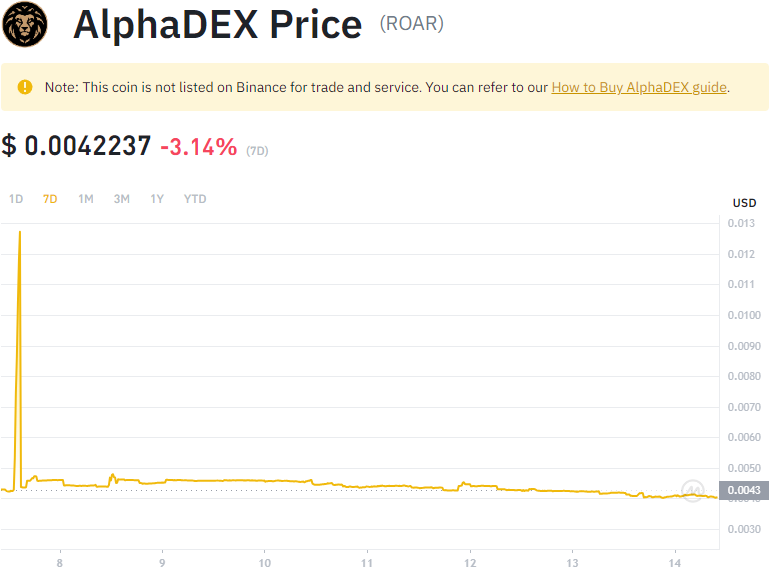 AlphaDEX Price (ROAR)
Note: This coin is not listed on Binance for trade and service. You can refer to our How to Buy AlphaDEX guide.
$ 0.0042237 -3.14% (7D)
1D 7D 1M 3M 1Y YTD
USD
0.013
0.012
0.011
0.0100
0.0090
0.0080
0.0070
0.0060
0.0050
0.0043
0.0040
0.0030
8 9 10 11 12 13 14